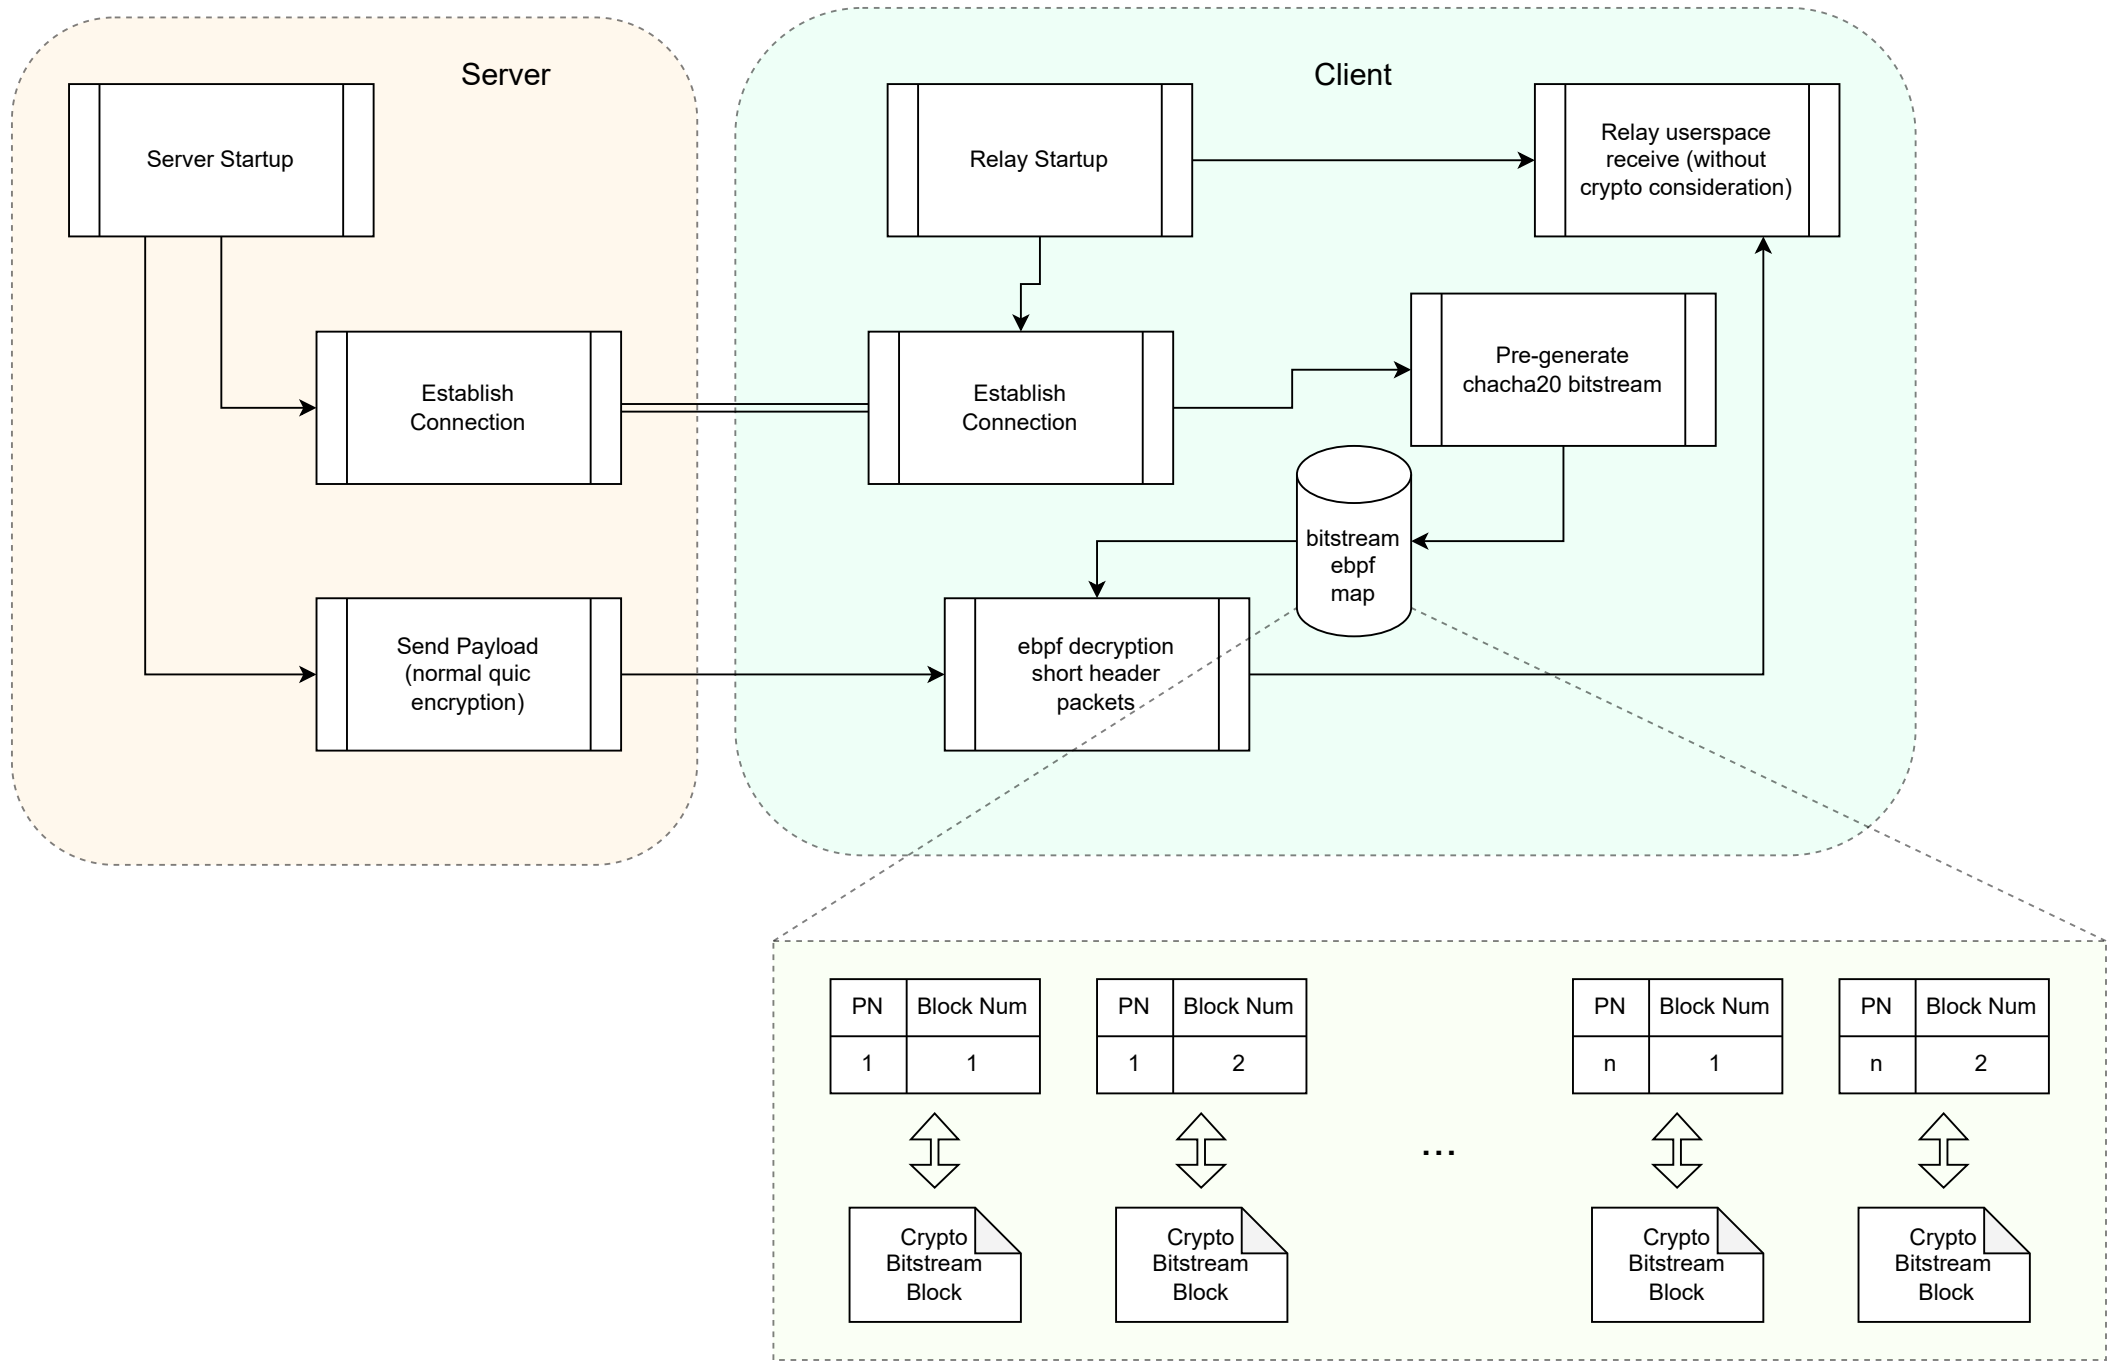 Server
Client
Server Startup
Relay Startup
Relay userspace
receive (without
crypto consideration)
Establish
Connection
Establish
Connection
Pre-generate
chacha20 bitstream
bitstream
ebpf
map
Send Payload
(normal quic
encryption)
ebpf decryption
short header
packets
PN Block Num
1 1
PN Block Num
1 2
PN Block Num
n 1
PN Block Num
n 2
...
Crypto
Bitstream
Block
Crypto
Bitstream
Block
Crypto
Bitstream
Block
Crypto
Bitstream
Block